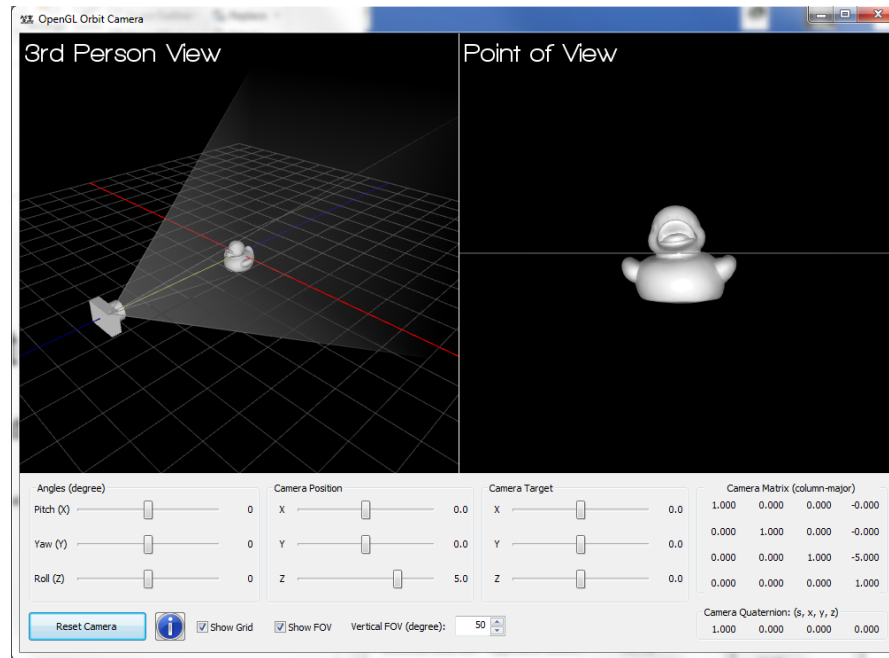 OpenGL Orbit Camera
3rd Person View
Point of View
Angles (degree)
Pitch (X) 0
Yaw (Y) 0
Roll (Z) 0
Camera Position
X 0.0
Y 0.0
Z 5.0
Camera Target
X 0.0
Y 0.0
Z 0.0
Camera Matrix (column-major)
1.000 0.000 0.000 -0.000
0.000 1.000 0.000 -0.000
0.000 0.000 1.000 -5.000
0.000 0.000 0.000 1.000
Reset Camera
Show Grid
Show FOV
Vertical FOV (degree): 50
Camera Quaternion: (s, x, y, z)
1.000 0.000 0.000 0.000